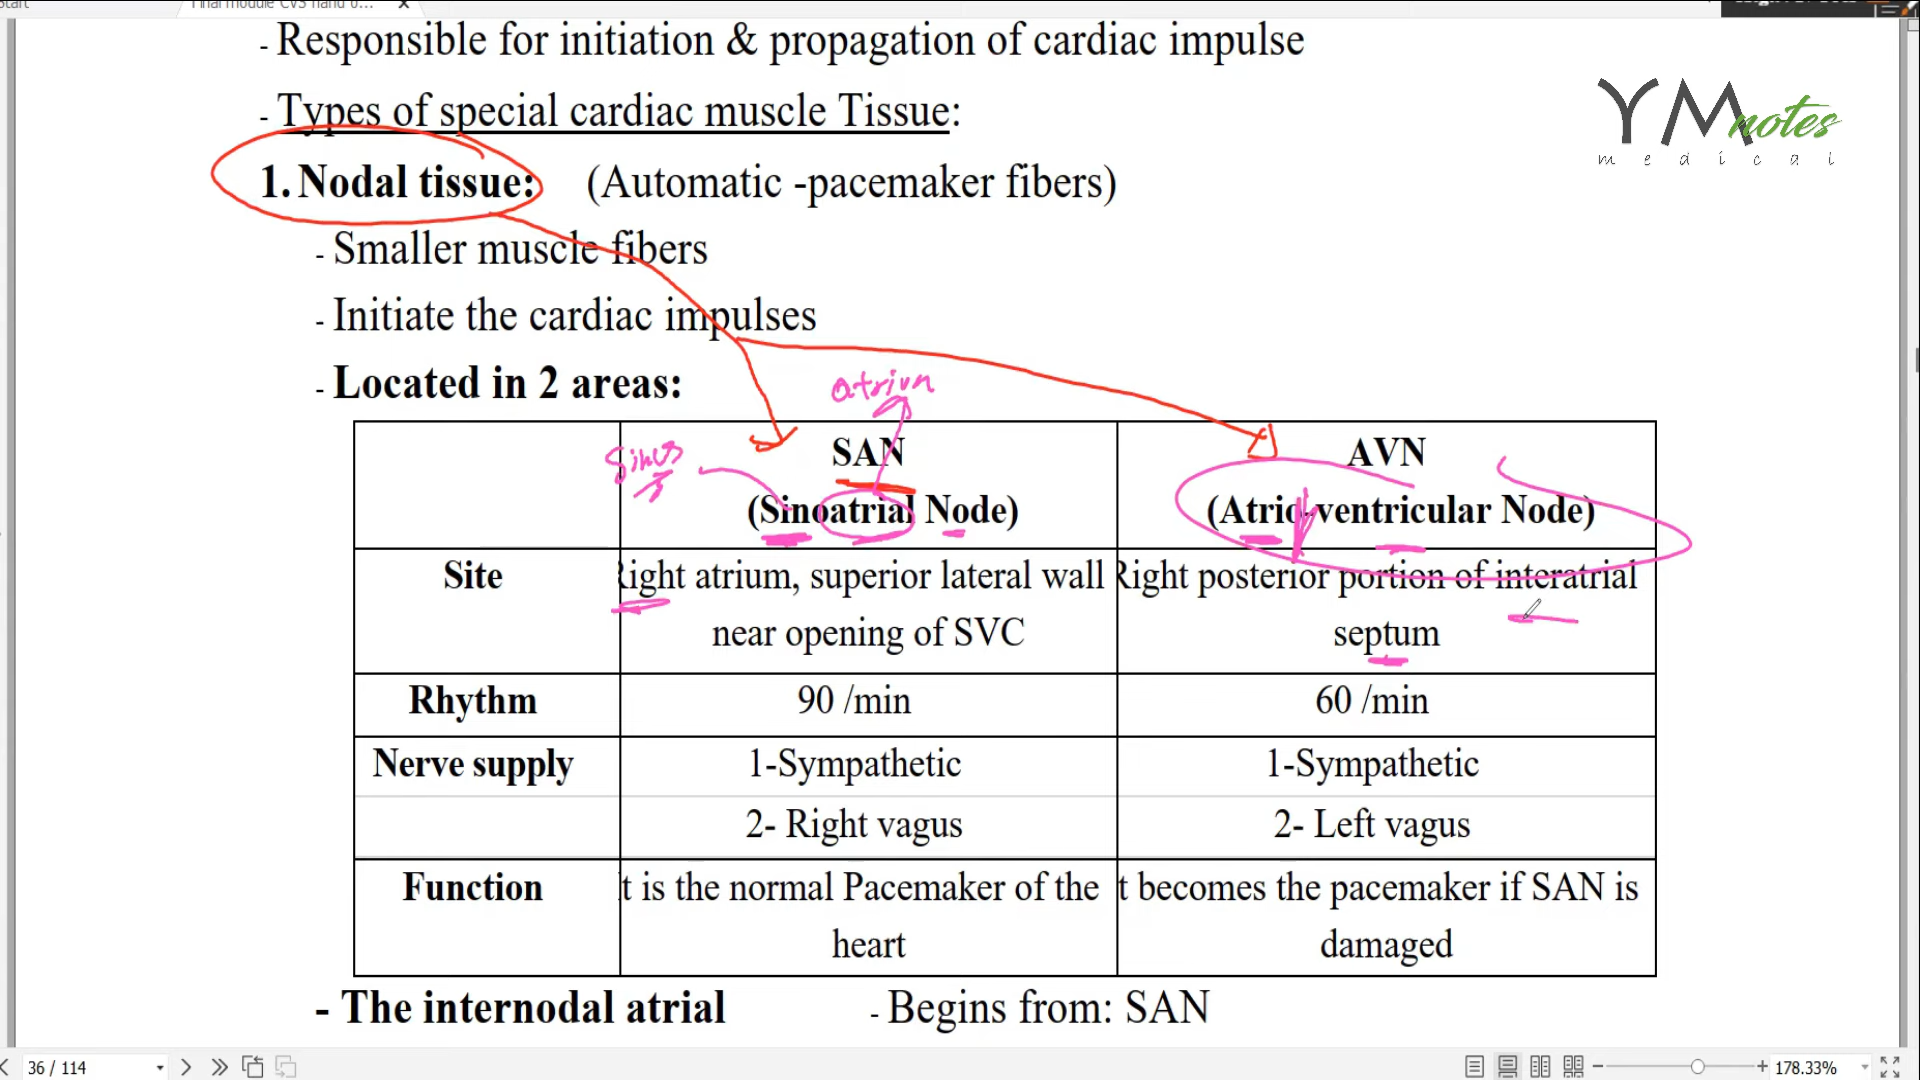 - Responsible for initiation & propagation of cardiac impulse
- Types of special cardiac muscle Tissue:
YM notes
medical
1. Nodal tissue: (Automatic -pacemaker fibers)
- Smaller muscle fibers
- Initiate the cardiac impulses
- Located in 2 areas:
atrium
sinus
SAN
(Sinoatrial Node)
AVN
(Atrio-ventricular Node)
Site
Right atrium, superior lateral wall
near opening of SVC
Right posterior portion of interatrial
septum
Rhythm
90 /min
60 /min
Nerve supply
1-Sympathetic
1-Sympathetic
2- Right vagus
2- Left vagus
Function
It is the normal Pacemaker of the
heart
t becomes the pacemaker if SAN is
damaged
- The internodal atrial - Begins from: SAN
36 / 114
178.33%